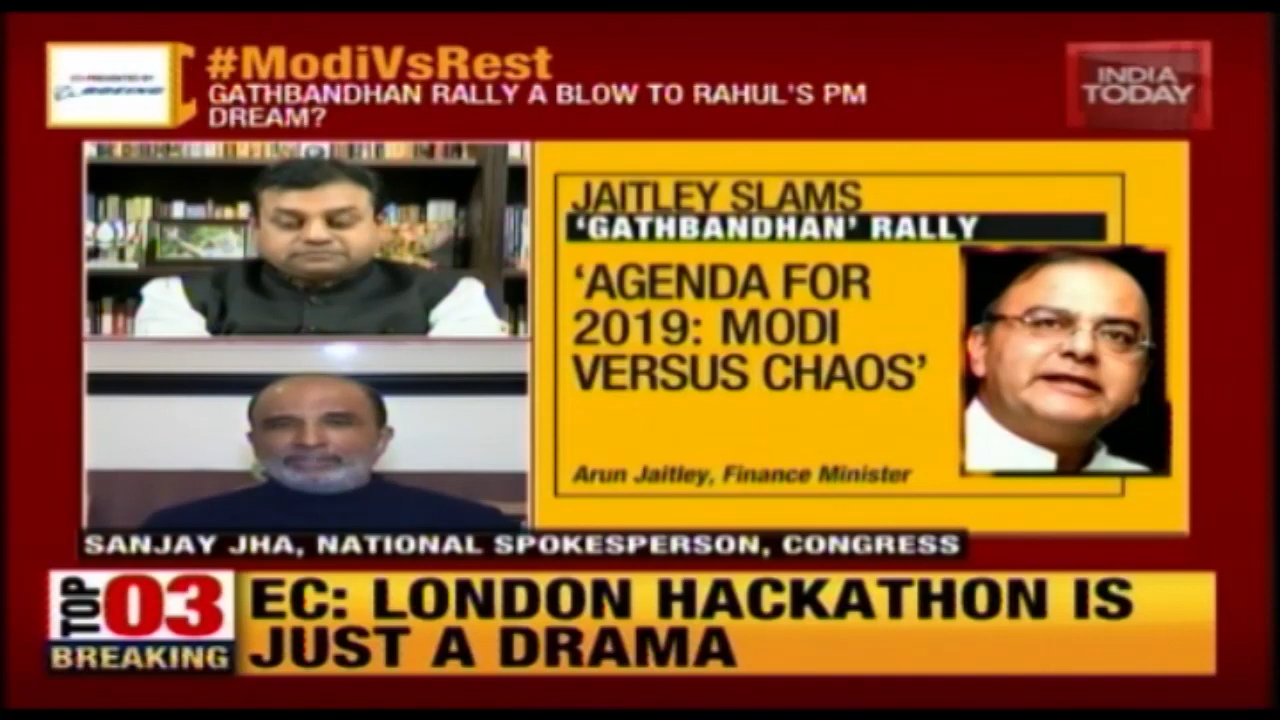 #ModiVsRest
GATHBANDHAN RALLY A BLOW TO RAHUL'S PM
DREAM?
INDIA
TODAY
BOEING
JAITLEY SLAMS
‘GATHBANDHAN’ RALLY
‘AGENDA FOR
2019: MODI
VERSUS CHAOS’
Arun Jaitley, Finance Minister
SANJAY JHA, NATIONAL SPOKESPERSON, CONGRESS
TOP 03
BREAKING
EC: LONDON HACKATHON IS
JUST A DRAMA